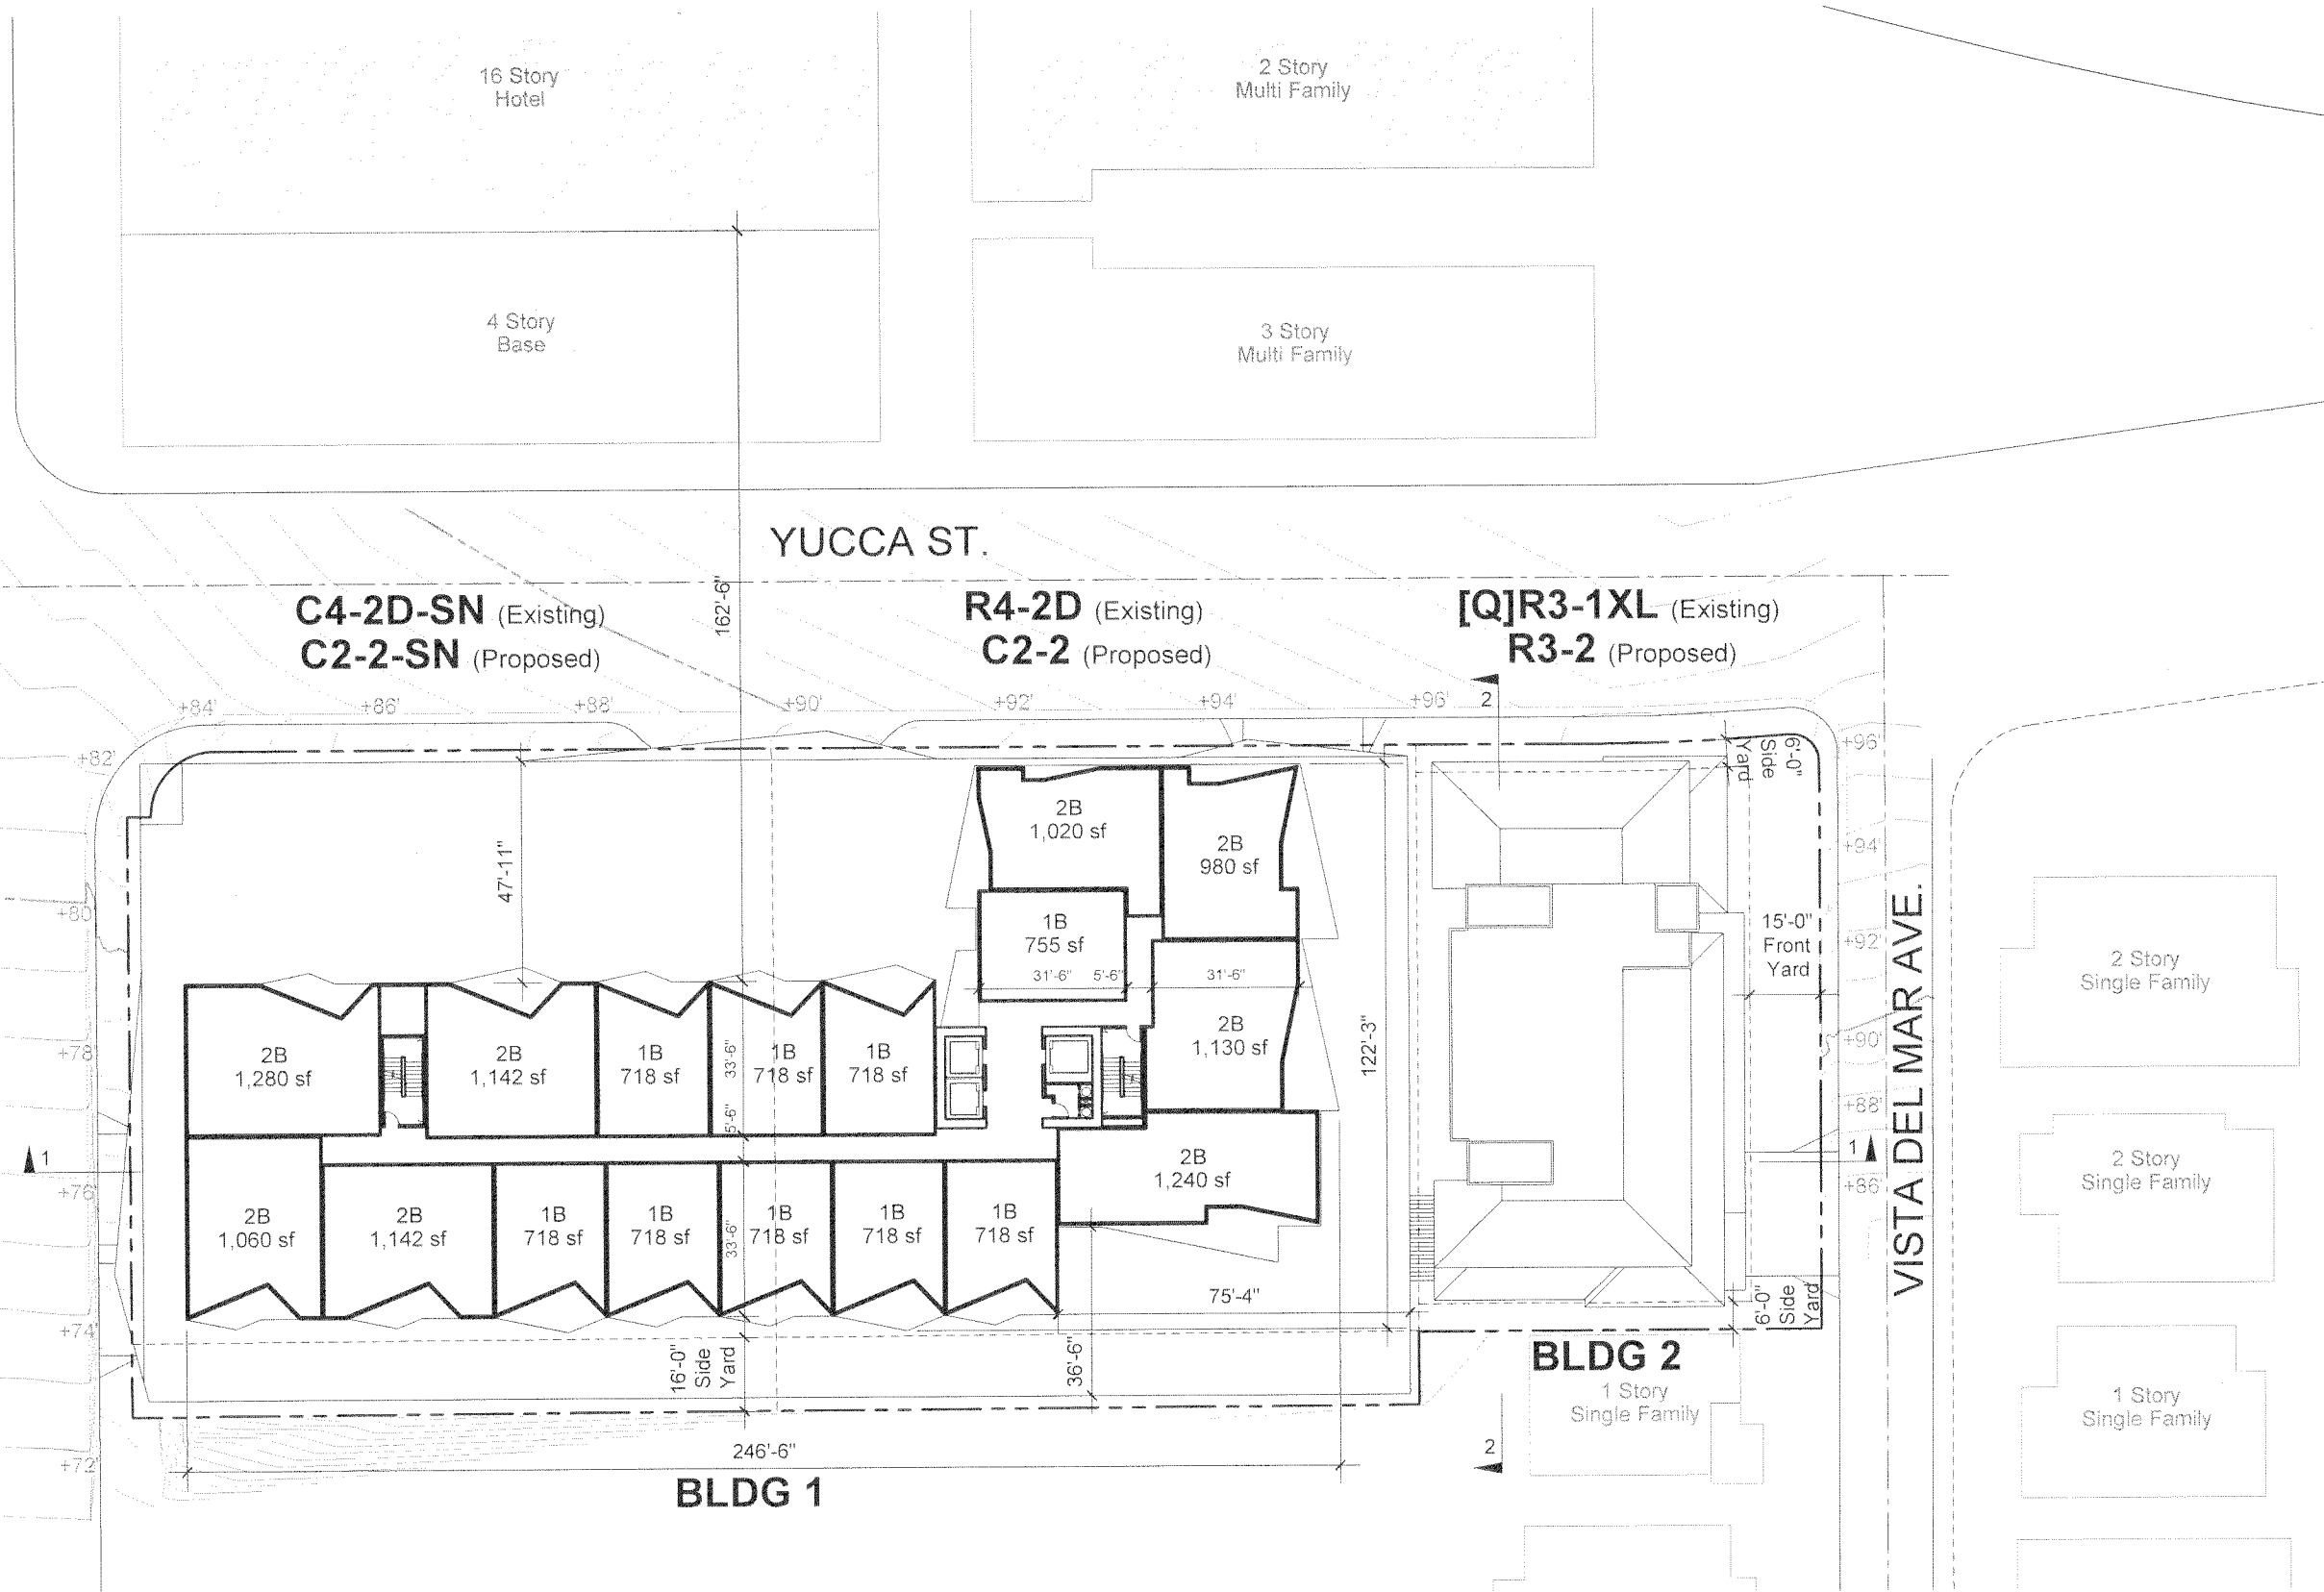 16 Story
Hotel
2 Story
Multi Family
4 Story
Base
3 Story
Multi Family
YUCCA ST.
162'-6"
C4-2D-SN (Existing)
C2-2-SN (Proposed)
R4-2D (Existing)
C2-2 (Proposed)
[Q]R3-1XL (Existing)
R3-2 (Proposed)
+84'
+86'
+88'
+90'
+92'
+94'
+96'
2
+82'
+80'
+78'
+76'
+74'
+72'
+96'
+94'
+92'
+90'
+88'
+86'
6'-0"
Side
Yard
47'-11"
2B
1,020 sf
2B
980 sf
1B
755 sf
31'-6"
5'-6"
31'-6"
2B
1,130 sf
122'-3"
15'-0"
Front
Yard
VISTA DEL MAR AVE.
2 Story
Single Family
2B
1,280 sf
2B
1,142 sf
1B
718 sf
33'-6"
1B
718 sf
1B
718 sf
5'-6"
1
1
2B
1,240 sf
2 Story
Single Family
2B
1,060 sf
2B
1,142 sf
1B
718 sf
1B
718 sf
33'-6"
1B
718 sf
1B
718 sf
1B
718 sf
75'-4"
6'-0"
Side
Yard
16'-0"
Side
Yard
36'-6"
BLDG 2
1 Story
Single Family
1 Story
Single Family
246'-6"
2
BLDG 1